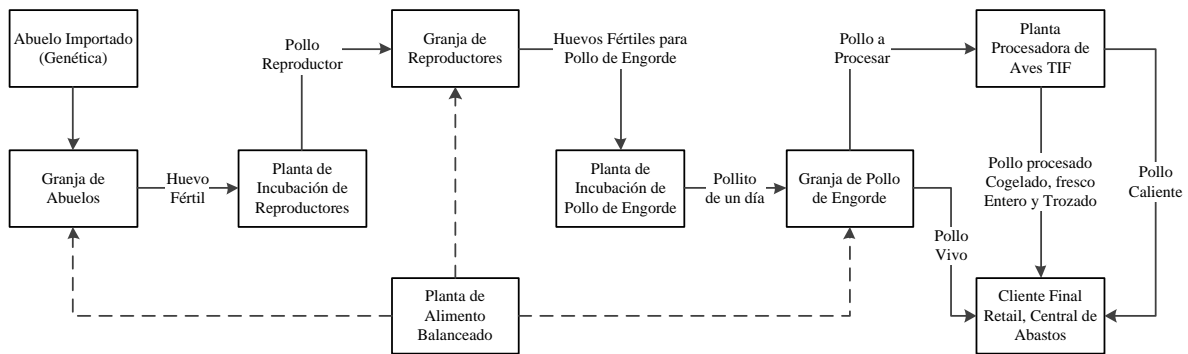 Abuelo Importado
(Genética)
Pollo
Reproductor
Granja de
Reproductores
Huevos Fértiles para
Pollo de Engorde
Pollo a
Procesar
Planta
Procesadora de
Aves TIF
Granja de
Abuelos
Huevo
Fértil
Planta de
Incubación de
Reproductores
Planta de
Incubación de
Pollo de Engorde
Pollito
de un día
Granja de Pollo
de Engorde
Pollo procesado
Cogelado, fresco
Entero y Trozado
Pollo
Caliente
Pollo
Vivo
Planta de
Alimento
Balanceado
Cliente Final
Retail, Central de
Abastos